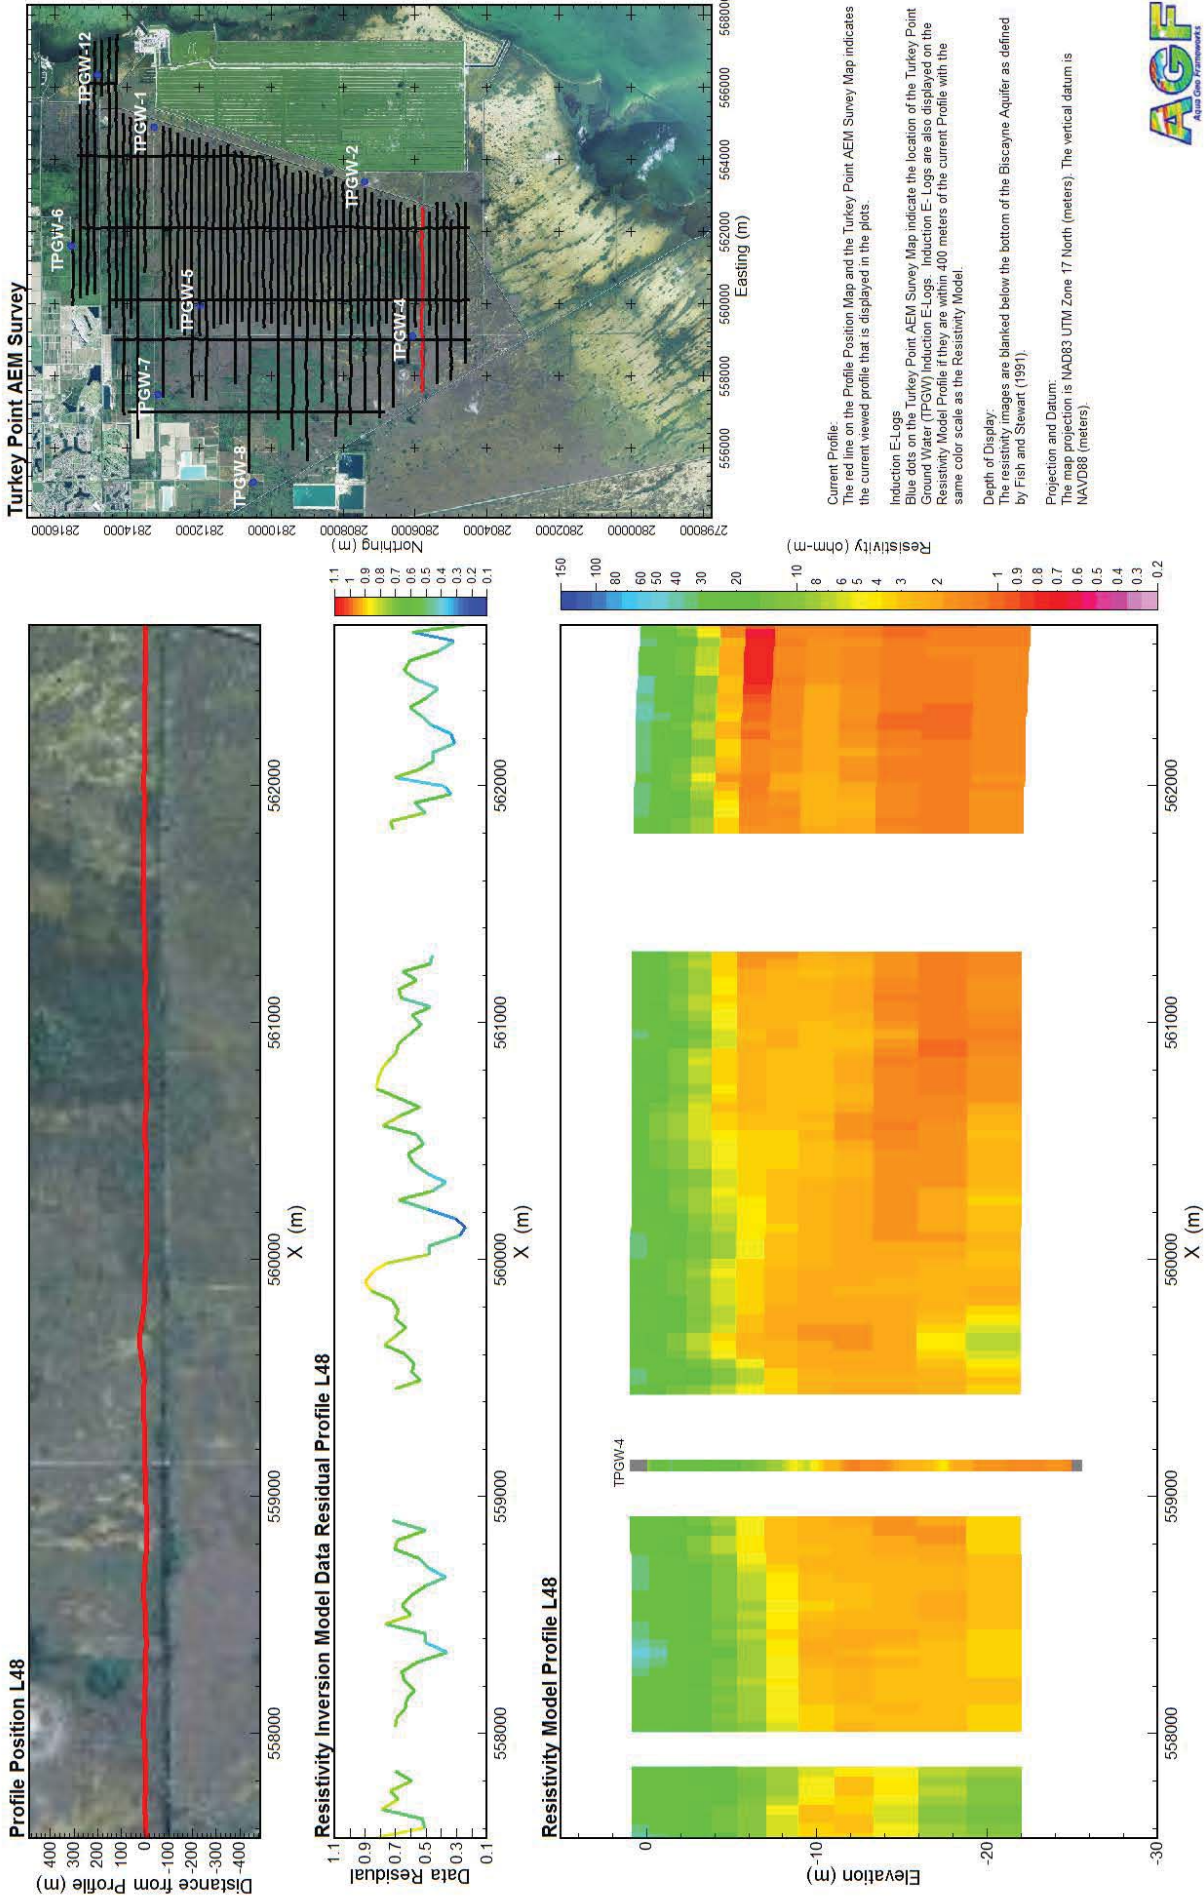 Profile Position L48
Distance from Profile (m)
400
300
200
100
0
-100
-200
-300
-400
558000
559000
560000
561000
562000
X (m)
Resistivity Inversion Model Data Residual Profile L48
Data Residual
1.1
0.9
0.7
0.5
0.3
0.1
558000
559000
560000
561000
562000
X (m)
1.1
1
0.9
0.8
0.7
0.6
0.5
0.4
0.3
0.2
0.1
Resistivity Model Profile L48
Elevation (m)
0
-10
-20
-30
TPGW-4
558000
559000
560000
561000
562000
X (m)
150
100
80
60
50
40
30
20
10
8
6
5
4
3
2
1
0.9
0.8
0.7
0.6
0.5
0.4
0.3
0.2
Resistivity (ohm-m)
Turkey Point AEM Survey
Northing (m)
2816000
2814000
2812000
2810000
2808000
2806000
2804000
2802000
2800000
2798000
TPGW-12
TPGW-6
TPGW-1
TPGW-7
TPGW-5
TPGW-8
TPGW-2
TPGW-4
556000
558000
560000
562000
564000
566000
568000
Easting (m)
Current Profile:
The red line on the Profile Position Map and the Turkey Point AEM Survey Map indicates
the current viewed profile that is displayed in the plots.
Induction E-Logs
Blue dots on the Turkey Point AEM Survey Map indicate the location of the Turkey Point
Ground Water (TPGW) Induction E-Logs. Induction E- Logs are also displayed on the
Resistivity Model Profile if they are within 400 meters of the current Profile with the
same color scale as the Resistivity Model.
Depth of Display:
The resistivity images are blanked below the bottom of the Biscayne Aquifer as defined
by Fish and Stewart (1991).
Projection and Datum:
The map projection is NAD83 UTM Zone 17 North (meters). The vertical datum is
NAVD88 (meters).
AGF
Aqua Geo Frameworks